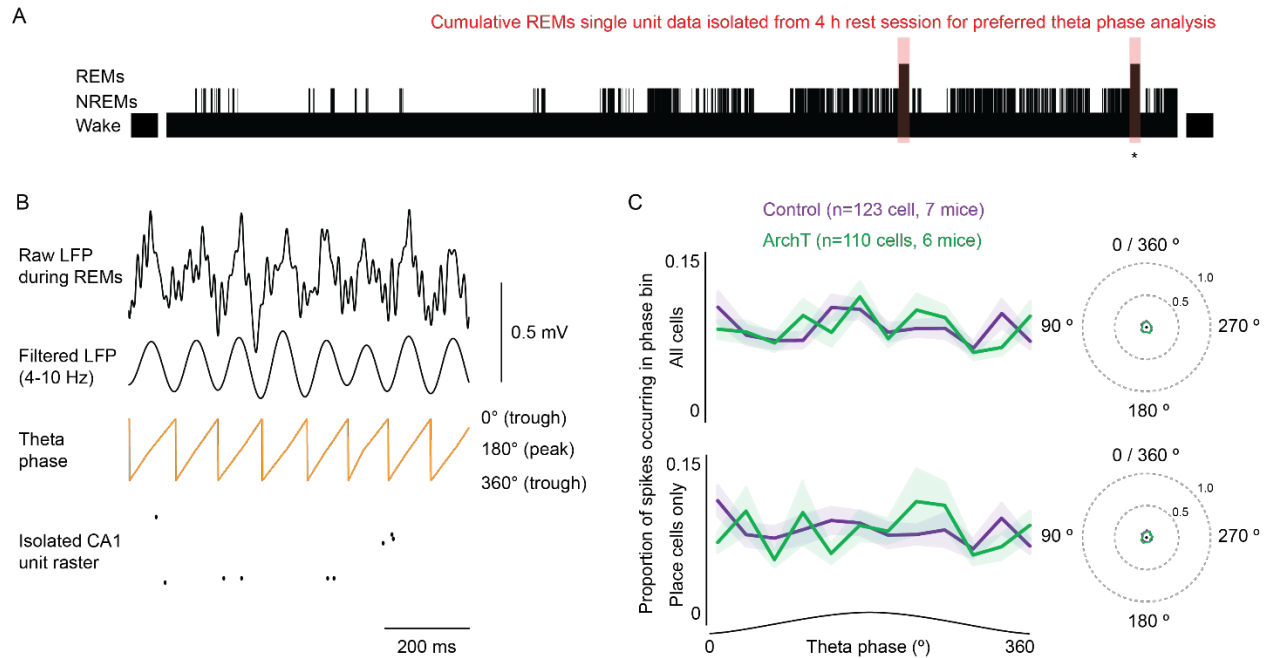 A
Cumulative REMs single unit data isolated from 4 h rest session for preferred theta phase analysis
REMs
NREMs
Wake
*
B
Raw LFP
during REMs
0.5 mV
Filtered LFP
(4-10 Hz)
Theta
phase
0° (trough)
180° (peak)
360° (trough)
Isolated CA1
unit raster
200 ms
C
Control (n=123 cell, 7 mice)
ArchT (n=110 cells, 6 mice)
Proportion of spikes occurring in phase bin
All cells
0.15
0
0 / 360 º
1.0
0.5
90 º
270 º
180 º
Place cells only
0.15
0
0 / 360 º
1.0
0.5
90 º
270 º
180 º
0
Theta phase (º)
360